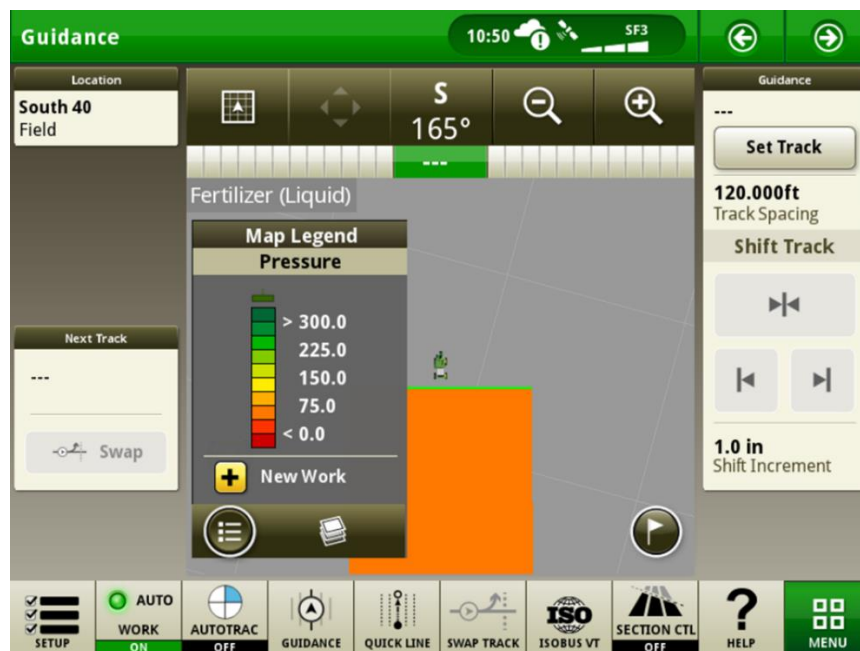 Guidance
10:50
SF3
Location
South 40
Field
S
165°
---
Fertilizer (Liquid)
Map Legend
Pressure
> 300.0
225.0
150.0
75.0
< 0.0
New Work
Next Track
---
Swap
Guidance
---
Set Track
120.000ft
Track Spacing
Shift Track
1.0 in
Shift Increment
SETUP
AUTO
WORK
ON
AUTOTRAC
OFF
GUIDANCE
QUICK LINE
SWAP TRACK
ISO
ISOBUS VT
SECTION CTL
OFF
?
HELP
MENU